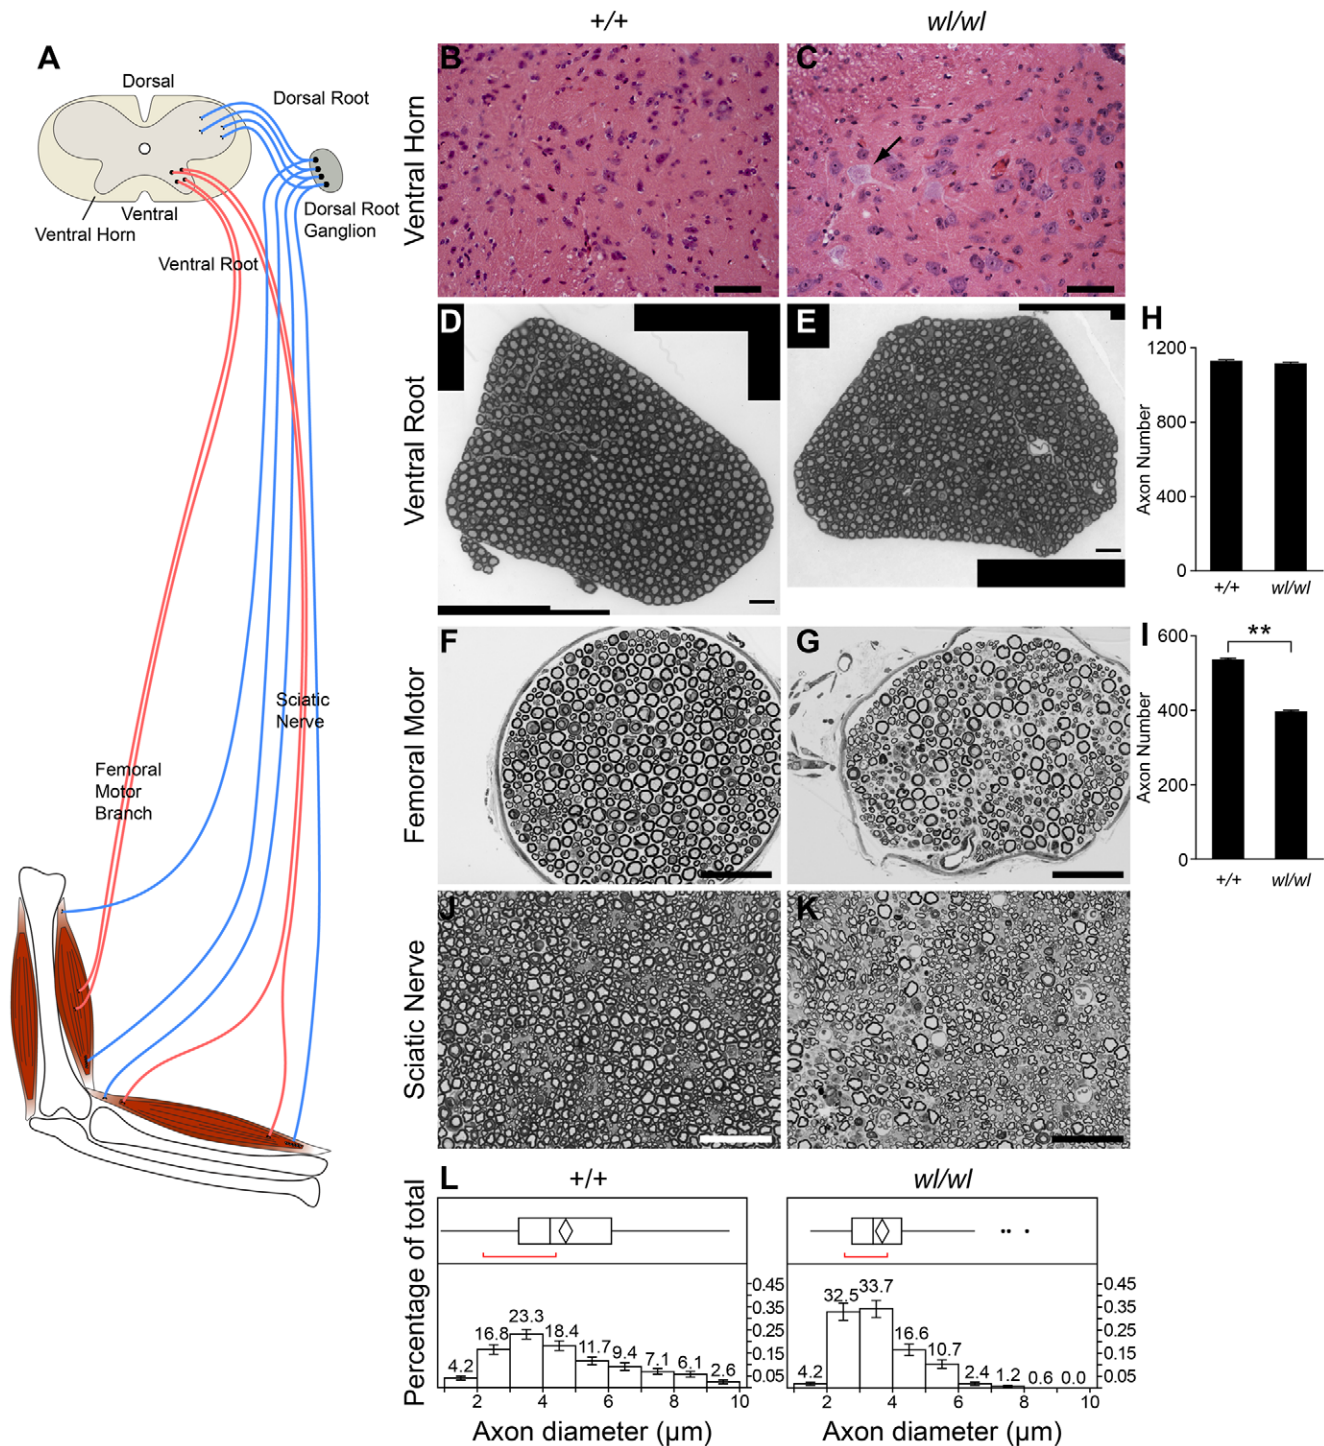 +/+
wl/wl
A
Dorsal
Dorsal Root
Dorsal Root
Ganglion
Ventral
Ventral Horn
Ventral Root
Sciatic
Nerve
Femoral
Motor
Branch
Ventral Horn
B
C
Ventral Root
D
E
H
Axon Number
1200
800
400
0
+/+
wl/wl
Femoral Motor
F
G
I
Axon Number
600
400
200
0
**
+/+
wl/wl
Sciatic Nerve
J
K
L
+/+
wl/wl
Percentage of total
4.2
16.8
23.3
18.4
11.7
9.4
7.1
6.1
2.6
0.45
0.35
0.25
0.15
0.05
2 4 6 8 10
Axon diameter (µm)
4.2
32.5
33.7
16.6
10.7
2.4
1.2
0.6
0.0
0.45
0.35
0.25
0.15
0.05
2 4 6 8 10
Axon diameter (µm)